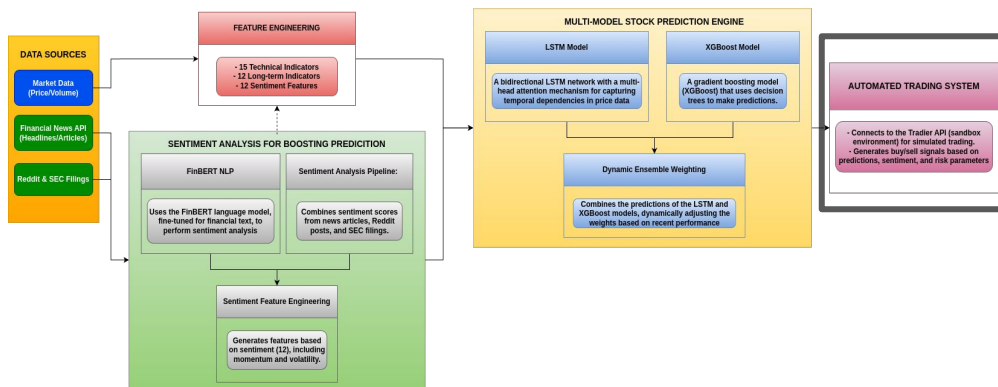 DATA SOURCES
Market Data
(Price/Volume)
Financial News API
(Headlines/Articles)
Reddit & SEC Filings
FEATURE ENGINEERING
- 15 Technical Indicators
- 12 Long-term Indicators
- 12 Sentiment Features
SENTIMENT ANALYSIS FOR BOOSTING PREDICITION
FinBERT NLP
Uses the FinBERT language model,
fine-tuned for financial text, to
perform sentiment analysis
Sentiment Analysis Pipeline:
Combines sentiment scores
from news articles, Reddit
posts, and SEC filings.
Sentiment Feature Engineering
Generates features based
on sentiment (12), including
momentum and volatility.
MULTI-MODEL STOCK PREDICTION ENGINE
LSTM Model
A bidirectional LSTM network with a multi-
head attention mechanism for capturing
temporal dependencies in price data
XGBoost Model
A gradient boosting model
(XGBoost) that uses decision
trees to make predictions.
Dynamic Ensemble Weighting
Combines the predictions of the LSTM and
XGBoost models, dynamically adjusting the
weights based on recent performance
AUTOMATED TRADING SYSTEM
- Connects to the Tradier API (sandbox
environment) for simulated trading.
- Generates buy/sell signals based on
predictions, sentiment, and risk parameters